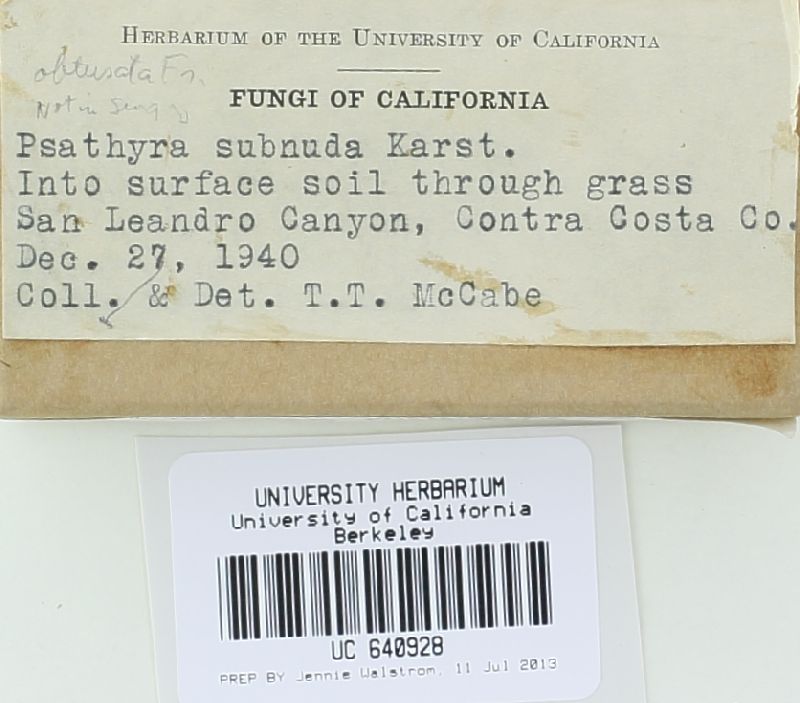 HERBARIUM OF THE UNIVERSITY OF CALIFORNIA
obtusata Fr.
Not in
FUNGI OF CALIFORNIA
Psathyra subnuda Karst.
Into surface soil through grass
San Leandro Canyon, Contra Costa Co.
Dec. 27, 1940
Coll. & Det. T.T. McCabe
UNIVERSITY HERBARIUM
University of California
Berkeley
UC 640928
PREP BY Jennie Walstrom, 11 Jul 2013